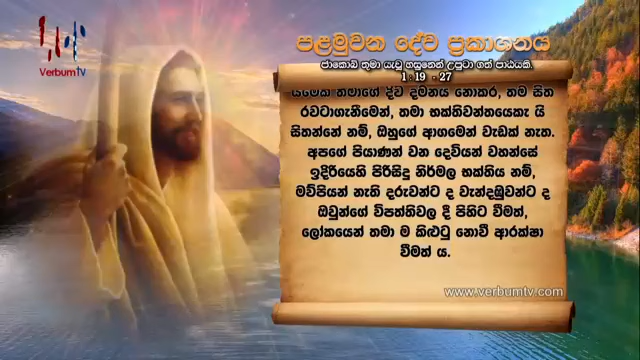 VerbumTV
පළමුවන දේව ප්‍රකාශනය
ජාකොබ් තුමා යැවූ හසුනෙන් උපුටා ගත් පාඨයකි.
1 : 19 - 27
යමෙක් තමාගේ දිව දමනය නොකර, තම සිත
රවටාගැනීමෙන්, තමා භක්තිවන්තයෙකැ යි
සිතන්නේ නම්, ඔහුගේ ආගමෙන් වැඩක් නැත.
අපගේ පියාණන් වන දෙවියන් වහන්සේ
ඉදිරියෙහි පිරිසිදු නිර්මල භක්තිය නම්,
මව්පියන් නැති දරුවන්ට ද වැන්දඹුවන්ට ද
ඔවුන්ගේ විපත්තිවල දී පිහිට වීමත්,
ලෝකයෙන් තමා ම කිළුටු නොවී ආරක්ෂා
වීමත් ය.
www.verbumtv.com